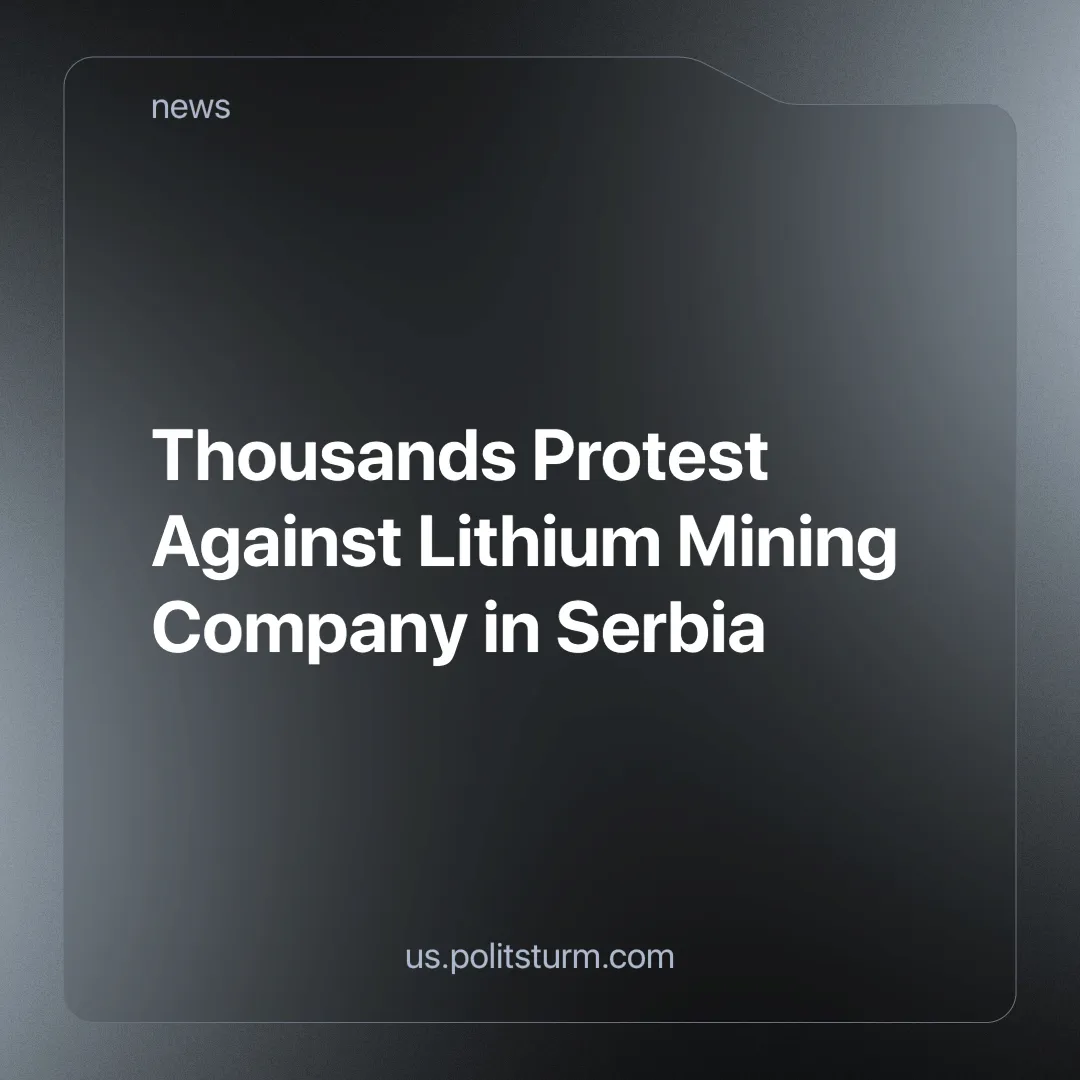 news
Thousands Protest
Against Lithium Mining
Company in Serbia
us.politsturm.com